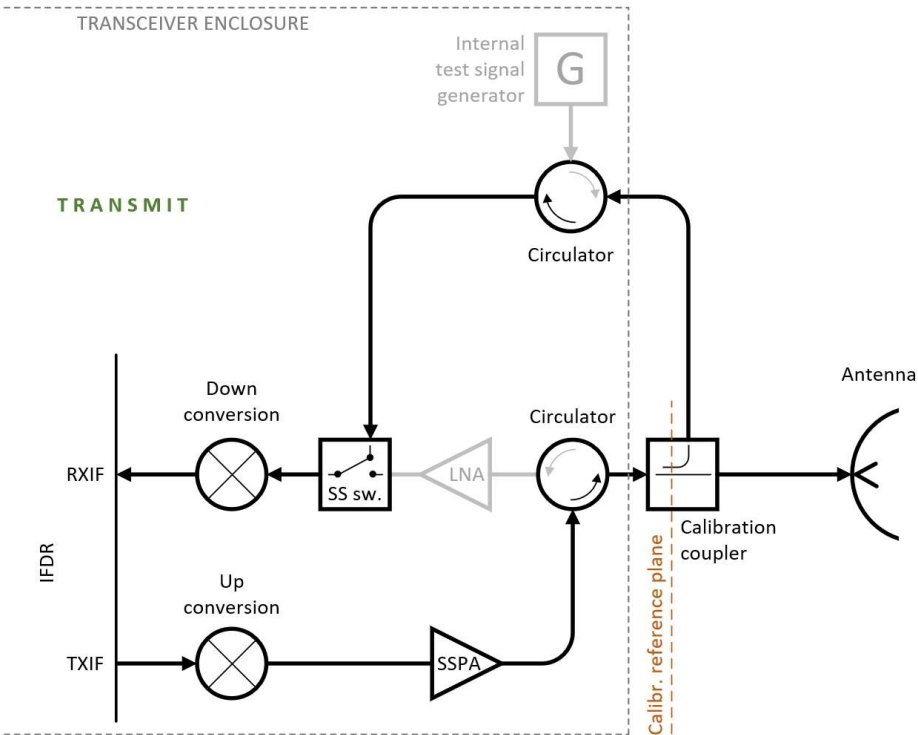 TRANSCEIVER ENCLOSURE
Internal
test signal
generator
G
TRANSMIT
Circulator
Antenna
Down
conversion
Circulator
RXIF
SS sw.
LNA
Calibration
coupler
IFDR
Up
conversion
Calibr. reference plane
TXIF
SSPA